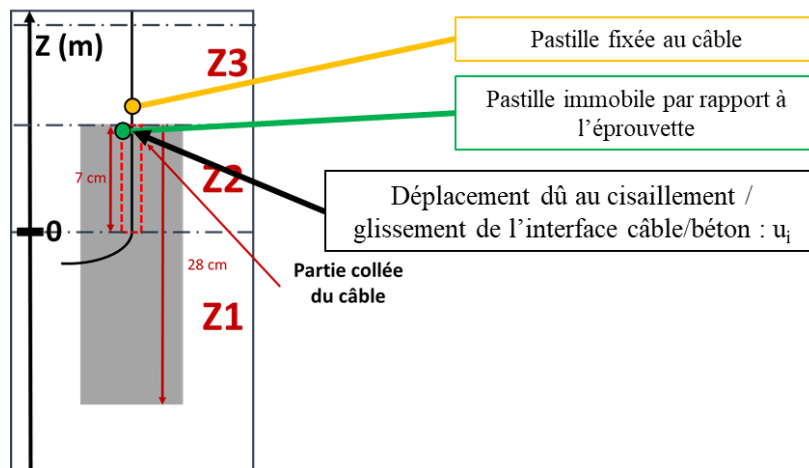 Z (m)
Z3
Pastille fixée au câble
Pastille immobile par rapport à
l'éprouvette
7 cm
Z2
Déplacement dû au cisaillement /
glissement de l'interface câble/béton : uᵢ
0
28 cm
Partie collée
du câble
Z1